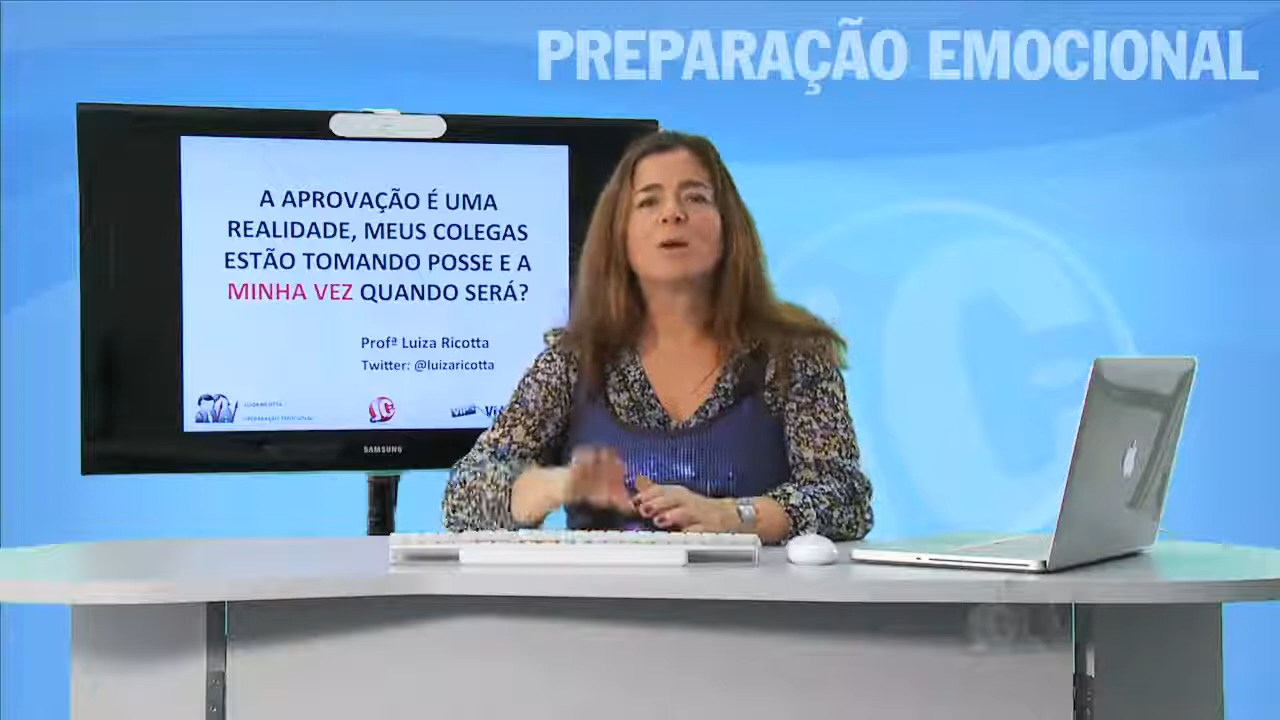 PREPARAÇÃO EMOCIONAL
A APROVAÇÃO É UMA
REALIDADE, MEUS COLEGAS
ESTÃO TOMANDO POSSE E A
MINHA VEZ QUANDO SERÁ?
Profª Luiza Ricotta
Twitter: @luizaricotta
SAMSUNG